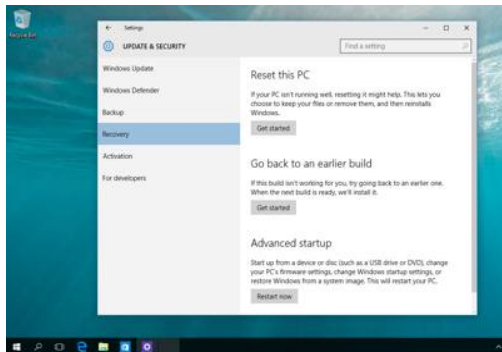 Recycle Bin
Settings
UPDATE & SECURITY
Find a setting
Windows Update
Windows Defender
Backup
Recovery
Activation
For developers
Reset this PC
If your PC isn't running well, resetting it might help. This lets you
choose to keep your files or remove them, and then reinstalls
Windows.
Get started
Go back to an earlier build
If this build isn't working for you, try going back to an earlier one.
When the next build is ready, we'll install it.
Get started
Advanced startup
Start up from a device or disc (such as a USB drive or DVD), change
your PC's firmware settings, change Windows startup settings, or
restore Windows from a system image. This will restart your PC.
Restart now